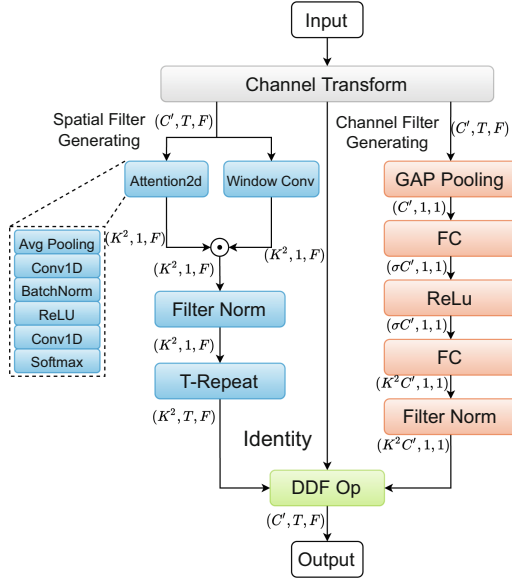 Input
Channel Transform
(C′, T, F)
Spatial Filter
Generating
Channel Filter
Generating
(C′, T, F)
Attention2d
Window Conv
GAP Pooling
(C′, 1, 1)
Avg Pooling
Conv1D
BatchNorm
ReLU
Conv1D
Softmax
(K², 1, F)
(K², 1, F)
(K², 1, F)
FC
(σC′, 1, 1)
Filter Norm
ReLu
(σC′, 1, 1)
(K², 1, F)
FC
T-Repeat
(K²C′, 1, 1)
(K², T, F)
Filter Norm
Identity
(K²C′, 1, 1)
DDF Op
(C′, T, F)
Output